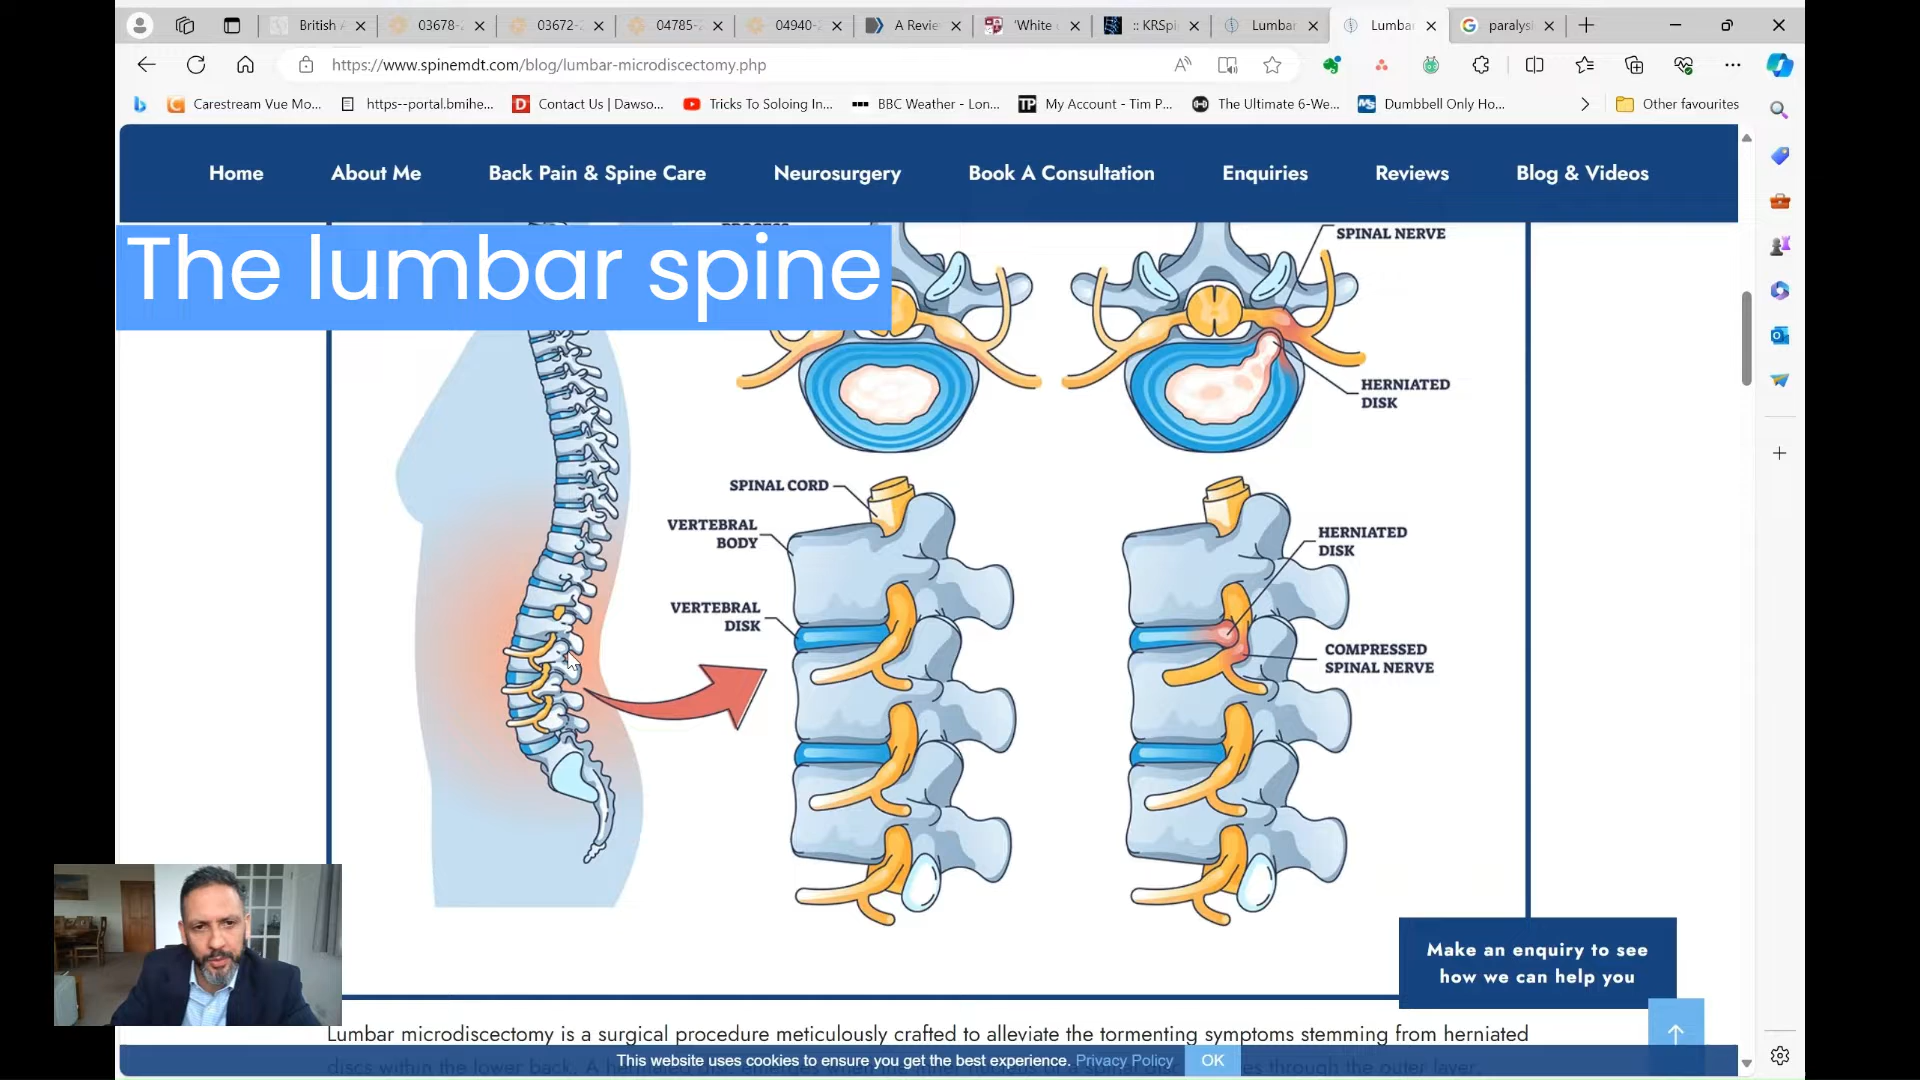 British
03678-
03672-
04785-
04940-
A Revie
'White
:: KRSpi
Lumbar
Lumba
paralys
https://www.spinemdt.com/blog/lumbar-microdiscectomy.php
Carestream Vue Mo...
https--portal.bmihe...
Contact Us | Dawso...
Tricks To Soloing In...
BBC Weather - Lon...
TP
My Account - Tim P...
The Ultimate 6-We...
Dumbbell Only Ho...
Other favourites
Home
About Me
Back Pain & Spine Care
Neurosurgery
Book A Consultation
Enquiries
Reviews
Blog & Videos
The lumbar spine
SPINAL NERVE
HERNIATED
DISK
SPINAL CORD
VERTEBRAL
BODY
VERTEBRAL
DISK
HERNIATED
DISK
COMPRESSED
SPINAL NERVE
Make an enquiry to see
how we can help you
Lumbar microdiscectomy is a surgical procedure meticulously crafted to alleviate the tormenting symptoms stemming from herniated
This website uses cookies to ensure you get the best experience. Privacy Policy OK